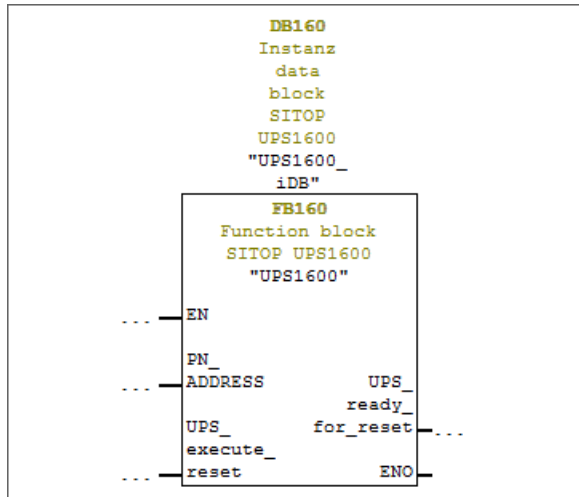 DB160
Instanz
data
block
SITOP
UPS1600
"UPS1600_
iDB"
FB160
Function block
SITOP UPS1600
"UPS1600"
... EN
PN_
... ADDRESS UPS_
ready_
UPS_ for_reset ...
execute_
... reset ENO